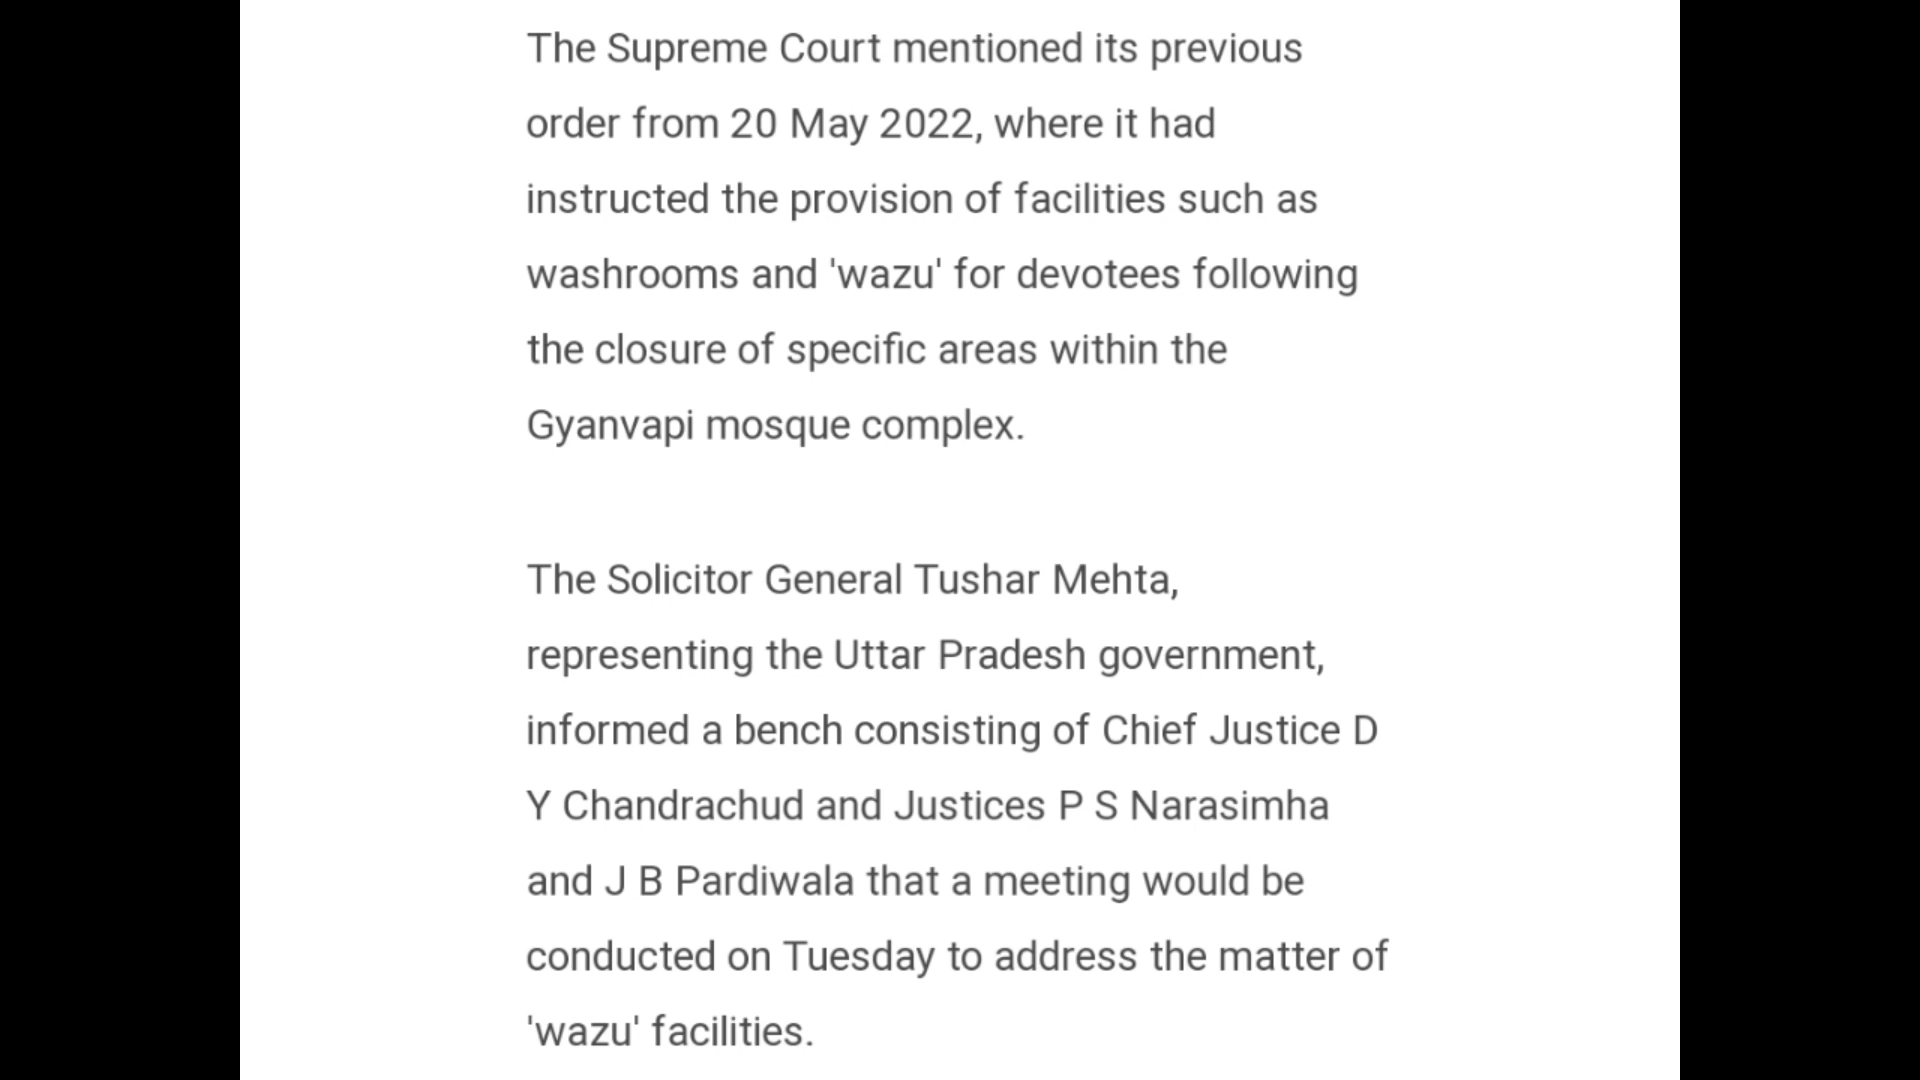 The Supreme Court mentioned its previous
order from 20 May 2022, where it had
instructed the provision of facilities such as
washrooms and 'wazu' for devotees following
the closure of specific areas within the
Gyanvapi mosque complex.
The Solicitor General Tushar Mehta,
representing the Uttar Pradesh government,
informed a bench consisting of Chief Justice D
Y Chandrachud and Justices P S Narasimha
and J B Pardiwala that a meeting would be
conducted on Tuesday to address the matter of
'wazu' facilities.